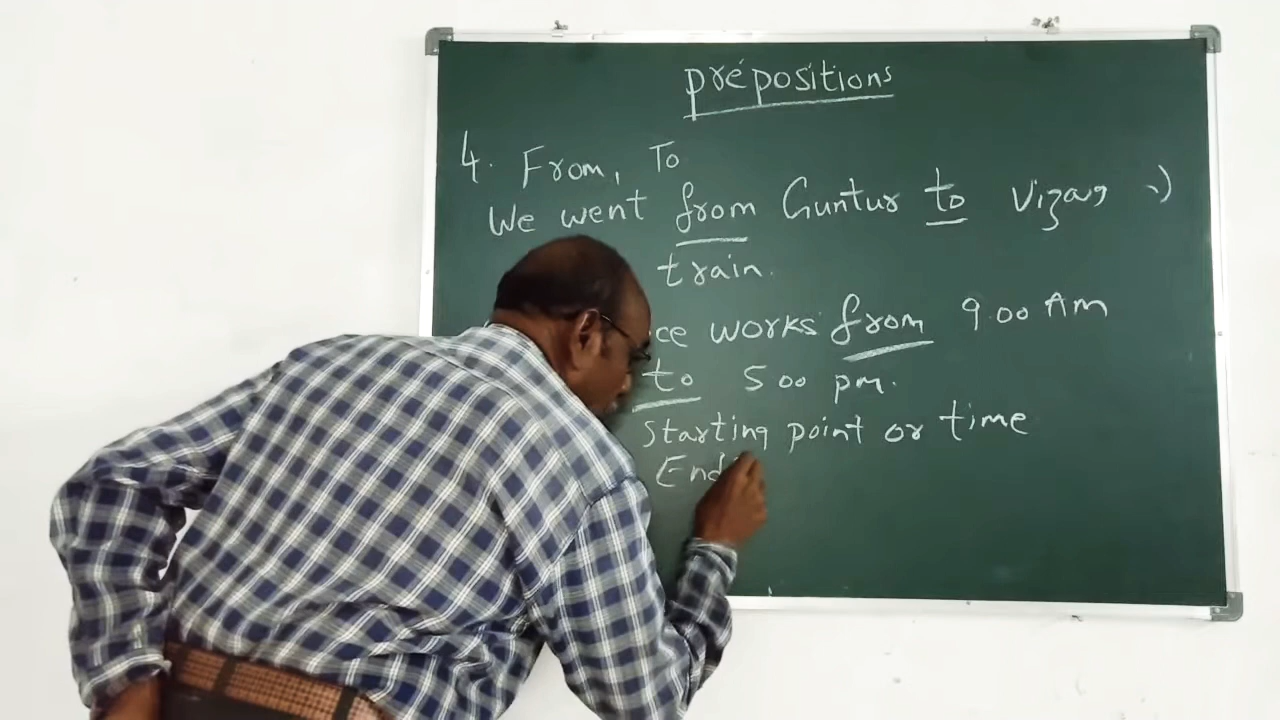 prepositions
4. From, To
We went from Guntur to Vizag
train.
ce works from 9.00 Am
to 5 00 pm.
Starting point or time
End